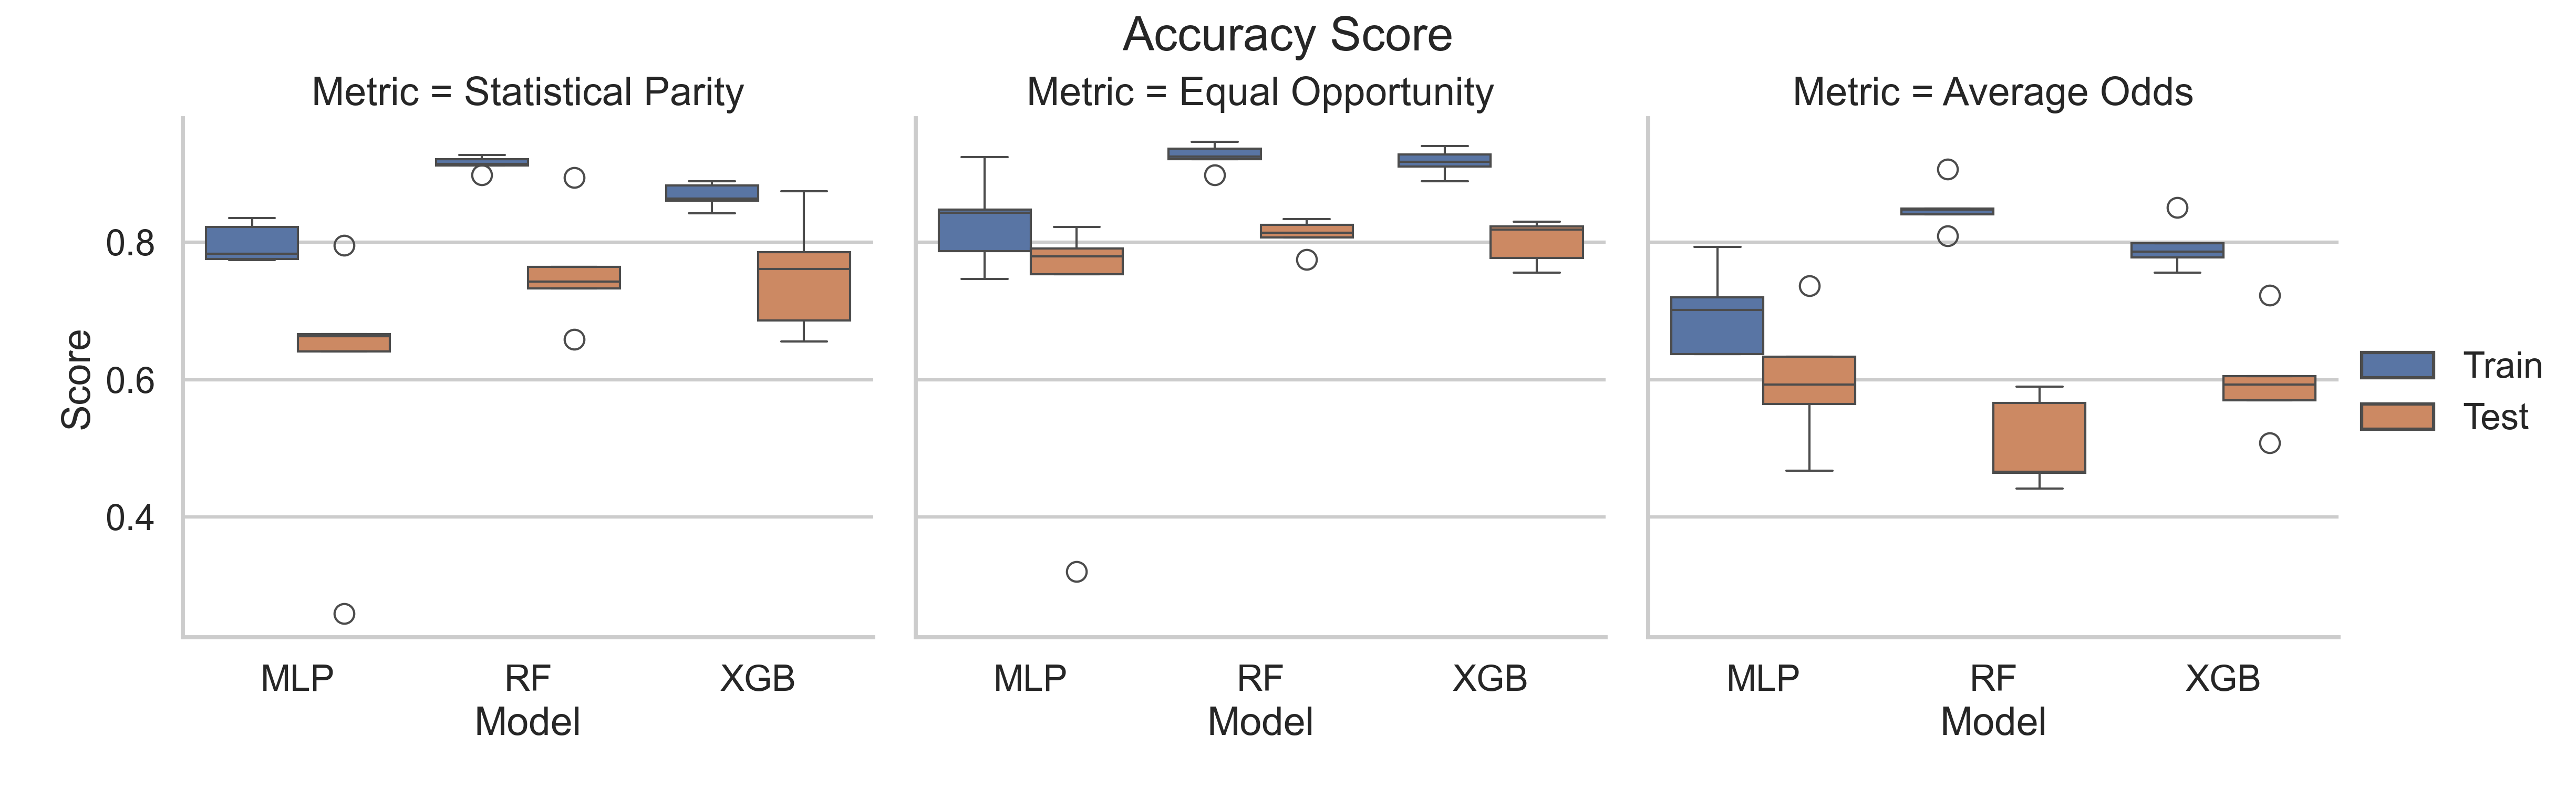 Accuracy Score
Metric = Statistical Parity
Metric = Equal Opportunity
Metric = Average Odds
Score
0.8
0.6
0.4
MLP
RF
XGB
Model
MLP
RF
XGB
Model
MLP
RF
XGB
Model
Train
Test